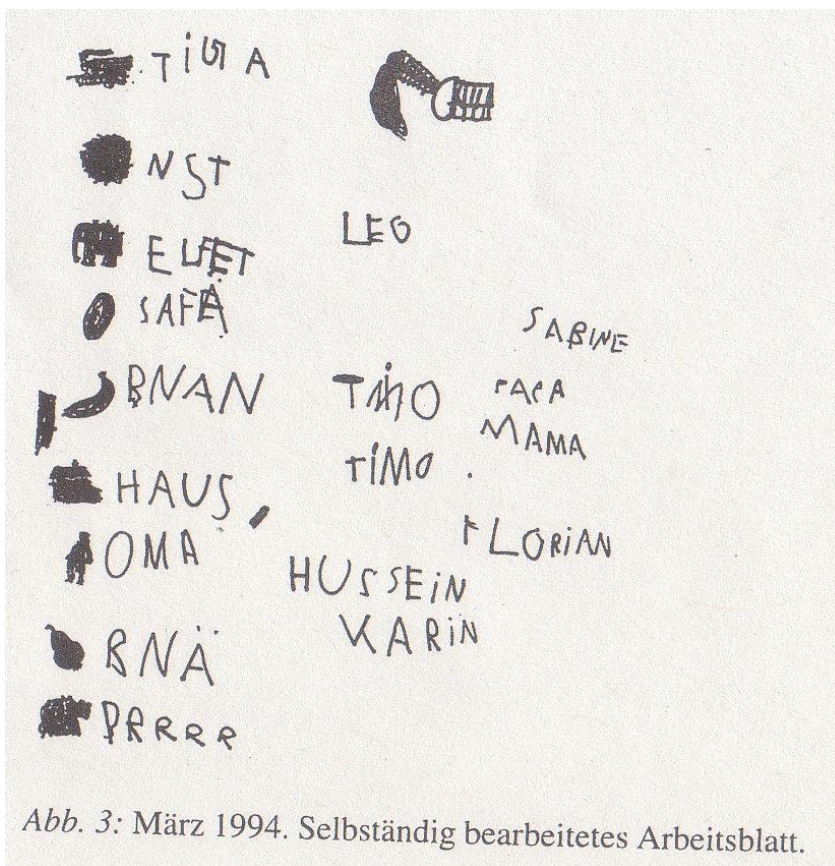 TIGA
NST
LEO
ELFET
SAFÄ
SABINE
BNAN
TIMO
PAPA
MAMA
TIMO
HAUS
FLORIAN
OMA
HUSSEIN
KARIN
BNÄ
PRRRR
Abb. 3: März 1994. Selbständig bearbeitetes Arbeitsblatt.